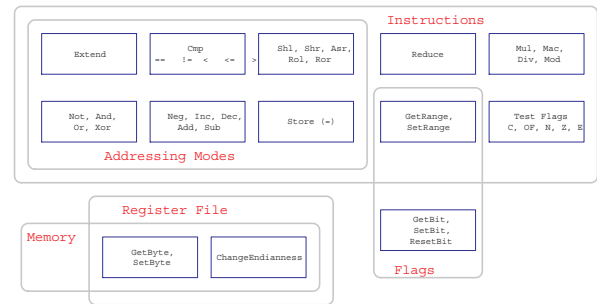 Instructions
Extend
Cmp
== != < <= >
Shl, Shr, Asr,
Rol, Ror
Reduce
Mul, Mac,
Div, Mod
Not, And,
Or, Xor
Neg, Inc, Dec,
Add, Sub
Store (=)
GetRange,
SetRange
Test Flags
C, OF, N, Z, E
Addressing Modes
Register File
Memory
GetByte,
SetByte
ChangeEndianness
GetBit,
SetBit,
ResetBit
Flags